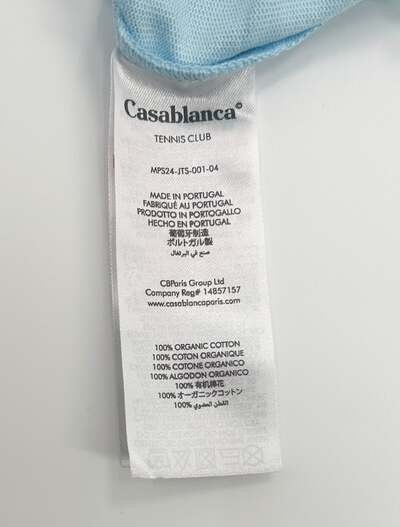 Casablanca
TENNIS CLUB
MPS24-JTS-001-04
MADE IN PORTUGAL
FABRIQUÉ AU PORTUGAL
PRODOTTO IN PORTOGALLO
HECHO EN PORTUGAL
葡萄牙制造
ポルトガル製
صنع في البرتغال
CBParis Group Ltd
Company Reg# 14857157
www.casablancaparis.com
100% ORGANIC COTTON
100% COTON ORGANIQUE
100% COTONE ORGANICO
100% ALGODON ORGANICO
100% 有机棉花
100% オーガニックコットン
100% القطن العضوي